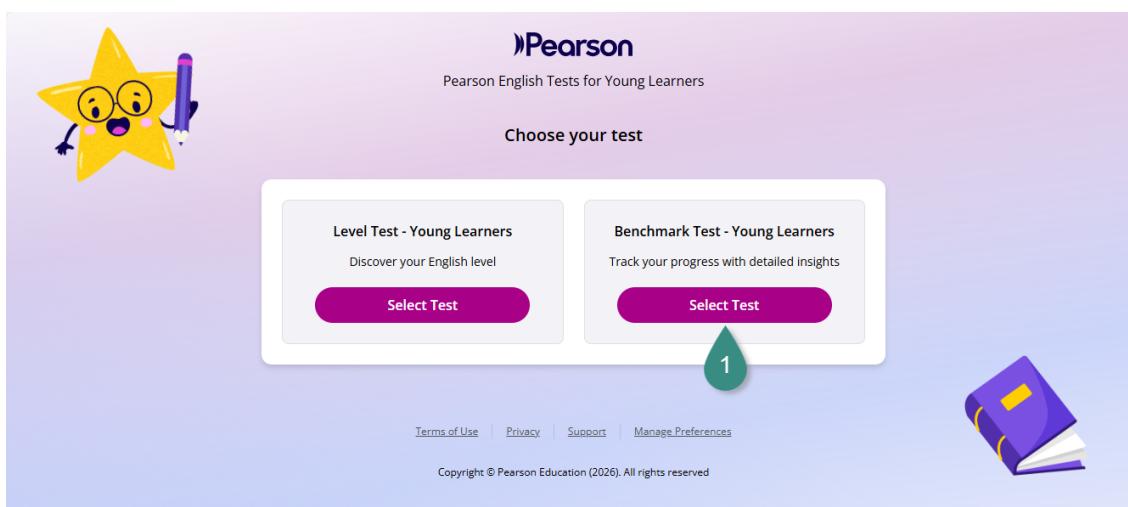 Pearson
Pearson English Tests for Young Learners
Choose your test
Level Test - Young Learners
Discover your English level
Select Test
Benchmark Test - Young Learners
Track your progress with detailed insights
Select Test
1
Terms of Use
Privacy
Support
Manage Preferences
Copyright © Pearson Education (2026). All rights reserved